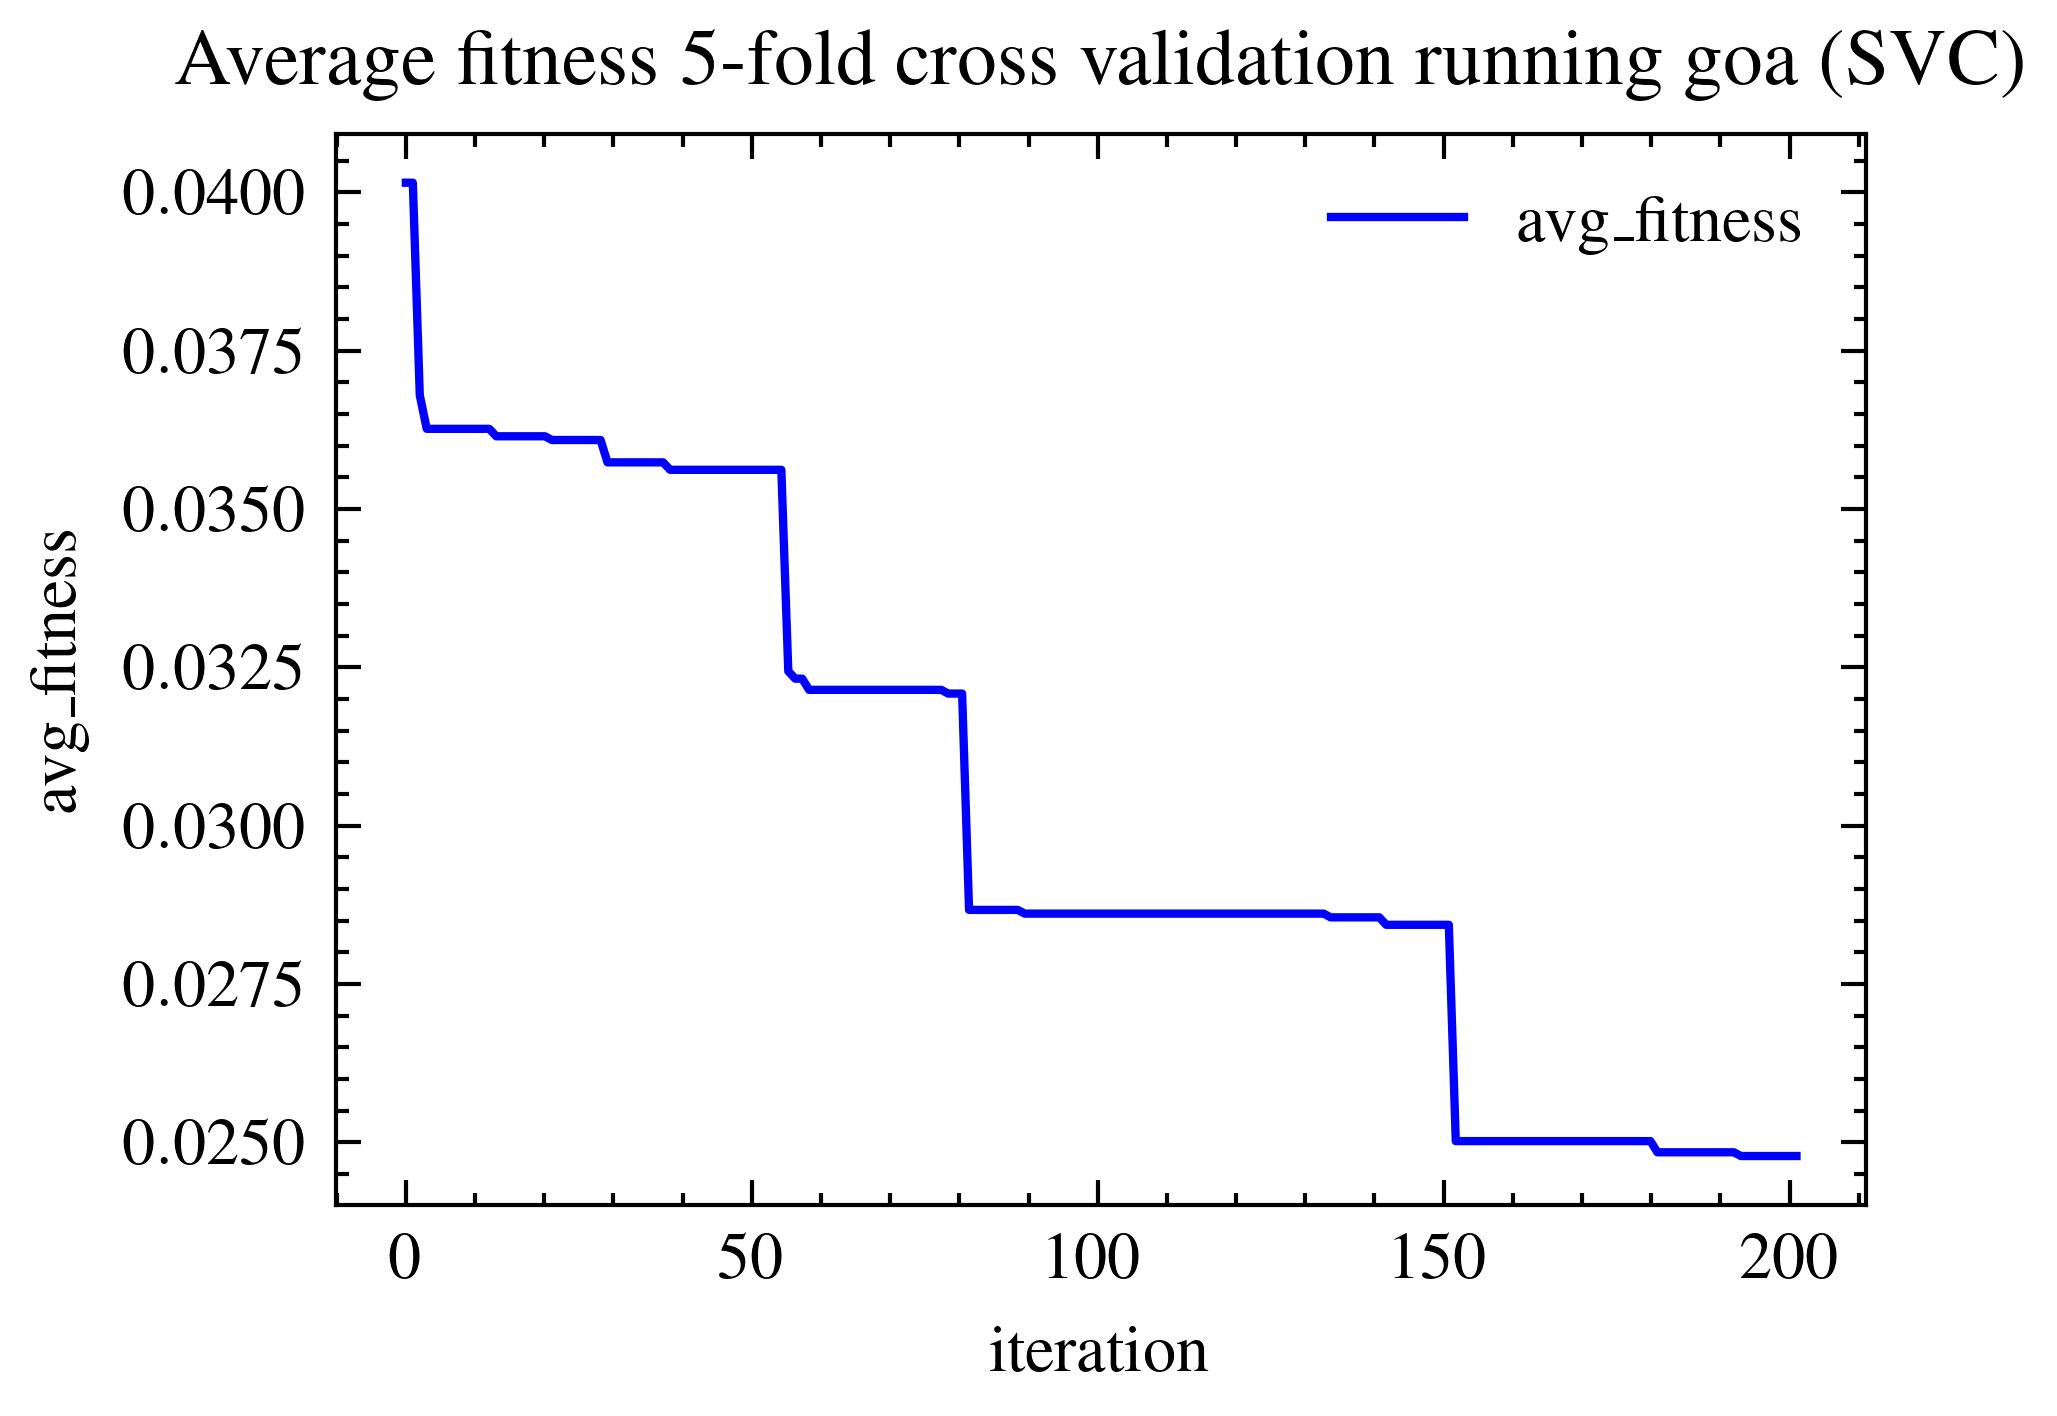 Average fitness 5-fold cross validation running goa (SVC)
avg_fitness
0.0400
0.0375
0.0350
0.0325
0.0300
0.0275
0.0250
avg_fitness
0 50 100 150 200
iteration